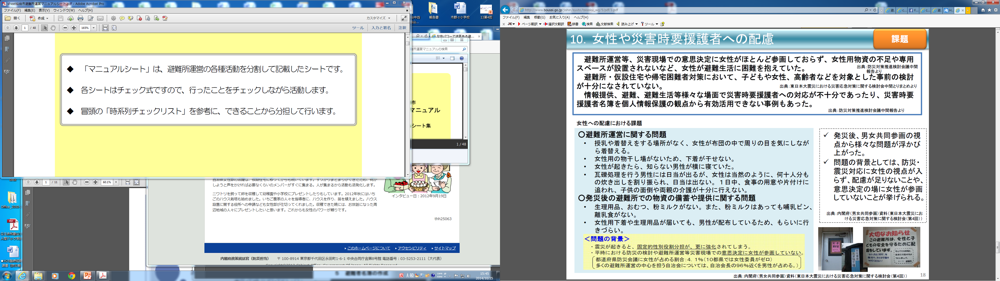 sheet仙台市避難所運営マニュアルシート.pdf - Adobe Acrobat Pro
ファイル(F) 編集(E) 表示(V) ウィンドウ(W) ヘルプ(H)
開く 作成 カスタマイズ
1 / 48 165% ツール 入力と署名 注釈
◆ 「マニュアルシート」は、避難所運営の各種活動を分割して記載したシートです。
◆ 各シートはチェック式ですので、行ったことをチェックしながら活動します。
◆ 冒頭の「時系列チェックリスト」を参考に、できることから分担して行います。
報告書 市野々小学校 13第4回
女性パワーで活気ある避...
所運営マニュアルの検索
市
マニュアル
シート集
1 / 48
desk
1 / 11 60.1%
Office_2010-
①日赤和歌山
人間ドック受
●H25臨時経
請書(防災報
しようと声をかければ必要なくらいのメンバーがすぐに集まる。人が集まるから活動も活発化します。
ニワトリを飼って卵を収穫して幼稚園や小学校にプレゼントしたりもしています。2012年秋にはいち
ごのハウス栽培も始めました。いちご農家の人々を指導者に、ハウスを作り、苗を植えました。ハウス
設置に関する役所への申請なども女性部が仕切ってくれました。収穫できた暁には、お世話になった周
辺地域の人々にプレゼントしたいと思います。これからも女性のパワーが頼りです。
インタビュー日：2012年9月19日
thh25063
このホームページについて アクセシビリティ サイトマップ
内閣府政策統括官（防災担当） 〒100-8914 東京都千代田区永田町1-6-1 中央合同庁舎第8号館 電話番号：03-5253-2111（大代表）
5 避難者名簿の作成
A 般 CAPS KANA
15:45
2014/10/25
http://www.bousai.go.jp/jishin/syuto/taisaku_wg/5/pdf/3.pdf
ファイル(F) 編集 移動(G) お気に入り(A) ヘルプ(H)
x J•E ページ翻訳 選択文翻訳 辞書 検索 文献検索 読み上げ ツール
10. 女性や災害時要援護者への配慮
課題
避難所運営等、災害現場での意思決定に女性がほとんど参画しておらず、女性用物資の不足や専用
スペースが設置されないなど、女性が避難生活に困難を抱えていた。
出典：防災対策推進検討会議中間
報告より
避難所・仮設住宅や帰宅困難者対策において、子どもや女性、高齢者などを対象とした事前の検討
が十分になされていない。
出典：東日本大震災における災害応急対策に関する検討会中間とりまとめより
情報提供、避難、避難生活等様々な場面で災害時要援護者への対応が不十分であったり、災害時要
援護者名簿を個人情報保護の観点から有効活用できない事例もあった。
出典：防災対策推進検討会議中間報告より
女性への配慮における課題
○避難所運営に関する問題
• 授乳や着替えをする場所がなく、女性が布団の中で周りの目を気にしなが
ら着替える。
• 女性用の物干し場がないため、下着が干せない。
• 女性が起きたら、知らない男性が横に寝ていた。
• 瓦礫処理を行う男性には日当が出るが、女性は当然のように、何十人分も
の炊き出しを割り振られ、日当は出ない。１日中、食事の用意や片付けに
追われ、子供の面倒や両親の介護が十分に行えない。
○発災後の避難所での物資の備蓄や提供に関する問題
• 生理用品、おむつ、粉ミルクがない。また、粉ミルクはあっても哺乳ビン、
離乳食がない。
• 女性用下着や生理用品が届いても、男性が配布しているため、もらいに行
きづらい。
＜問題の背景＞
・震災が起きると、固定的性別役割分担が、更に強化されてしまう。
・平時における防災の検討や避難所運営等災害現場での意思決定に女性が参画していない。
都道府県防災会議に女性が占める割合：4．1％（10都県では女性委員がゼロ）
多くの避難所運営の中心を担う自治会については、自治会長の96％近くを男性が占める。）
✓ 発災後、男女共同参画の視
点から様々な問題が浮かび
上がった。
✓ 問題の背景としては、防災・
震災対応に女性の視点が入
らず、配慮が足りないことや、
意思決定の場に女性が参画
していないことが挙げられる。
出典：内閣府（男女共同参画）資料（東日本大震災にお
ける災害応急対策に関する検討会（第4回））
大切なお知らせ
この避難所は、女性と子
どもの安全を守るために配
慮をしています。
女性専用
洗濯物干場
出典：内閣府（男女共同参画）資料（東日本大震災における災害応急対策に関する検討会（第4回））
18